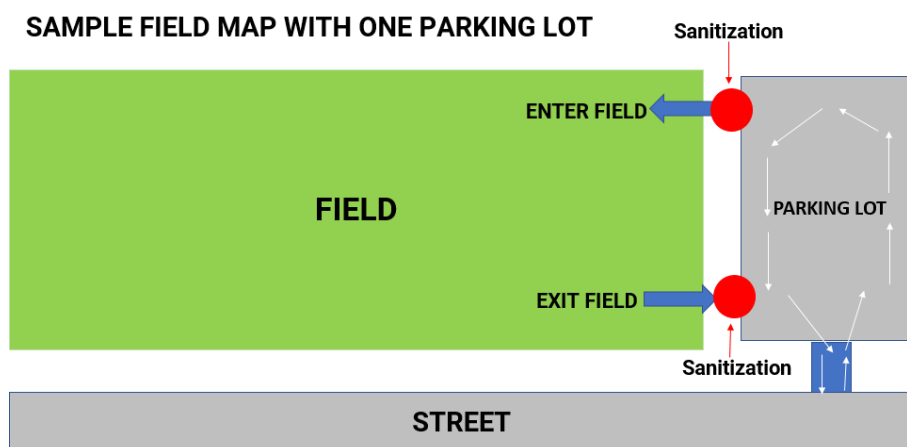 SAMPLE FIELD MAP WITH ONE PARKING LOT
Sanitization
ENTER FIELD
FIELD
PARKING LOT
EXIT FIELD
Sanitization
STREET